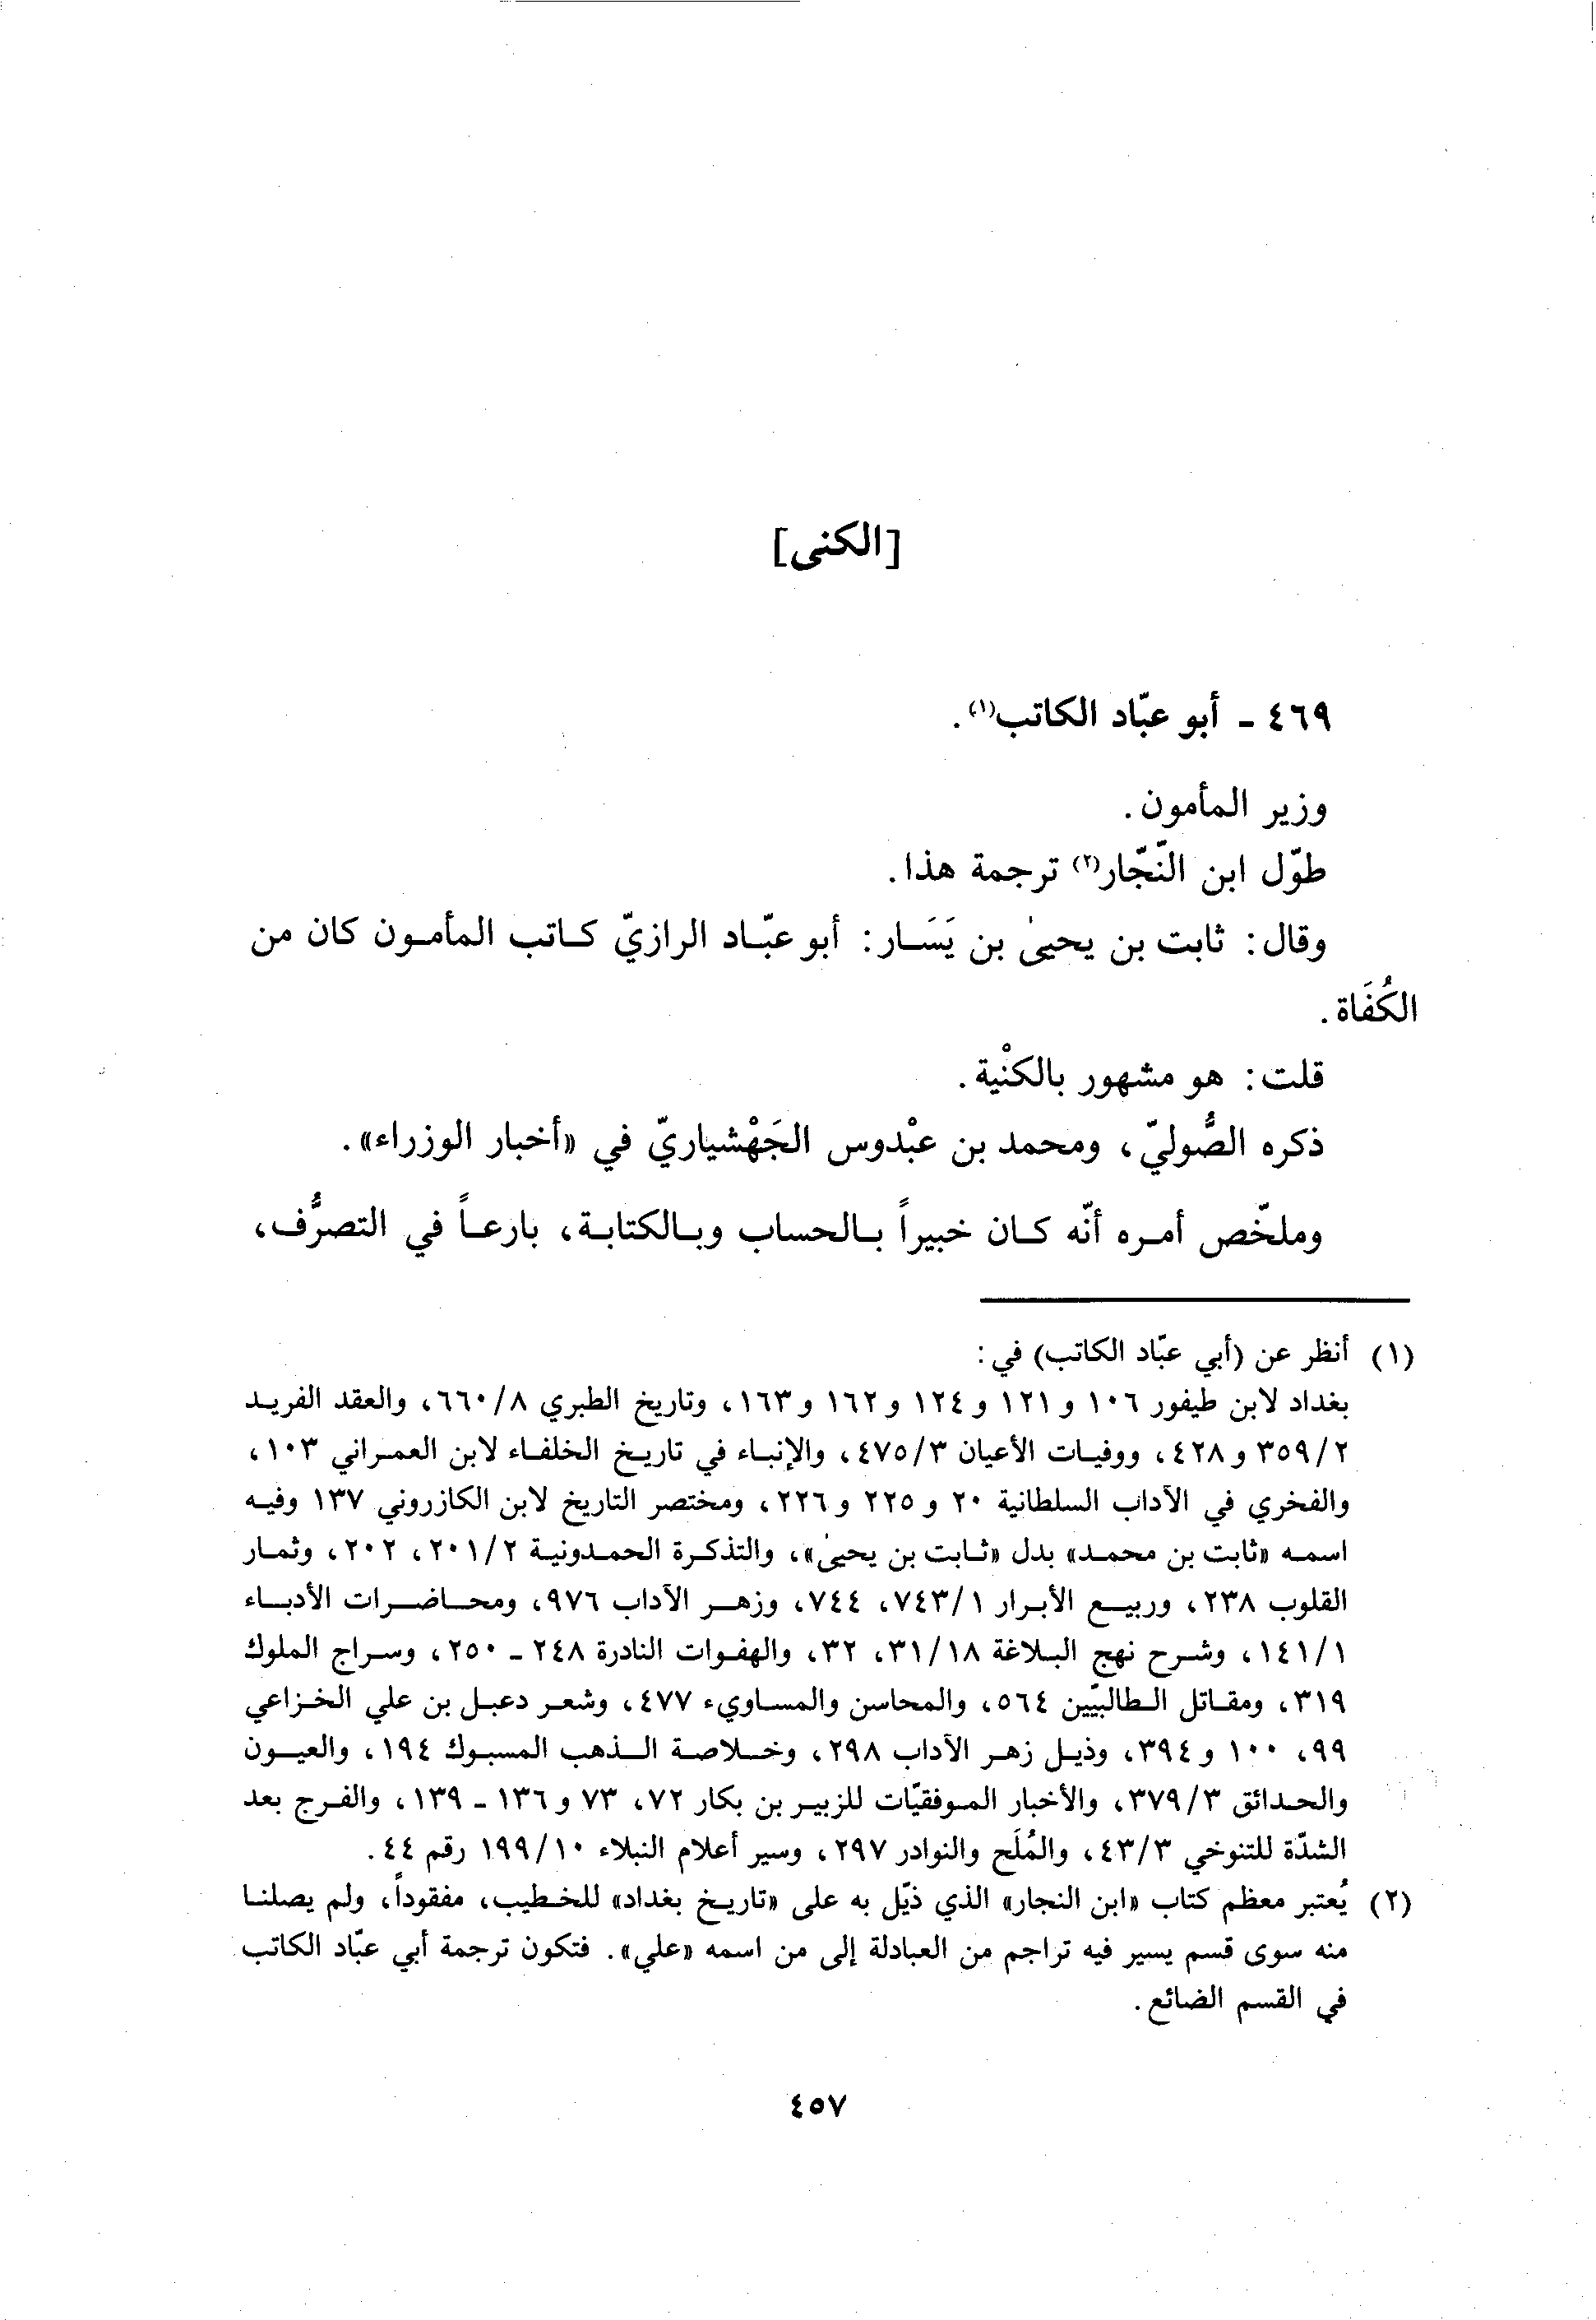 [الكنى]
٤٦٩ ـ أبو عبّاد الكاتب(١).
وزير المأمون.
طوّل ابن النّجّار(٢) ترجمة هذا.
وقال: ثابت بن يحيىٰ بن يَسَار: أبو عبّاد الرازيّ كاتب المأمون كان من
الكُفَاة.
قلت: هو مشهور بالكنْية.
ذكره الصُّوليّ، ومحمد بن عبْدوس الجَهْشياريّ في «أخبار الوزراء».
وملخّص أمره أنّه كان خبيراً بالحساب وبالكتابة، بارعاً في التصرُّف،
(١) أنظر عن (أبي عبّاد الكاتب) في:
بغداد لابن طيفور ١٠٦ و ١٢١ و ١٢٤ و ١٦٢ و ١٦٣، وتاريخ الطبري ٨/ ٦٦٠، والعقد الفريد
٢/ ٣٥٩ و ٤٢٨، ووفيات الأعيان ٣/ ٤٧٥، والإنباء في تاريخ الخلفاء لابن العمراني ١٠٣،
والفخري في الآداب السلطانية ٢٠ و ٢٢٥ و ٢٢٦، ومختصر التاريخ لابن الكازروني ١٣٧ وفيه
اسمه «ثابت بن محمد» بدل «ثابت بن يحيىٰ»، والتذكرة الحمدونية ٢/ ٢٠١، ٢٠٢، وثمار
القلوب ٢٣٨، وربيع الأبرار ١/ ٧٤٣، ٧٤٤، وزهر الآداب ٩٧٦، ومحاضرات الأدباء
١/ ١٤١، وشرح نهج البلاغة ١٨/ ٣١، ٣٢، والهفوات النادرة ٢٤٨ ـ ٢٥٠، وسراج الملوك
٣١٩، ومقاتل الطالبيّين ٥٦٤، والمحاسن والمساويء ٤٧٧، وشعر دعبل بن علي الخزاعي
٩٩، ١٠٠ و ٣٩٤، وذيل زهر الآداب ٢٩٨، وخلاصة الذهب المسبوك ١٩٤، والعيون
والحدائق ٣/ ٣٧٩، والأخبار الموفقيّات للزبير بن بكار ٧٢، ٧٣ و ١٣٦ ـ ١٣٩، والفرج بعد
الشدّة للتنوخي ٣/ ٤٣، والمُلَح والنوادر ٢٩٧، وسير أعلام النبلاء ١٠/ ١٩٩ رقم ٤٤.
(٢) يُعتبر معظم كتاب «ابن النجار» الذي ذيّل به على «تاريخ بغداد» للخطيب، مفقوداً، ولم يصلنا
منه سوى قسم يسير فيه تراجم من العبادلة إلى من اسمه «علي». فتكون ترجمة أبي عبّاد الكاتب
في القسم الضائع.
٤٥٧